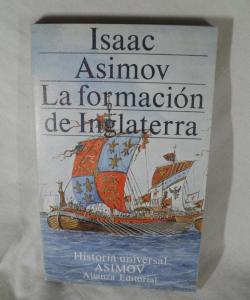 Isaac
Asimov
La formación
de Inglaterra
Historia universal
ASIMOV
Alianza Editorial